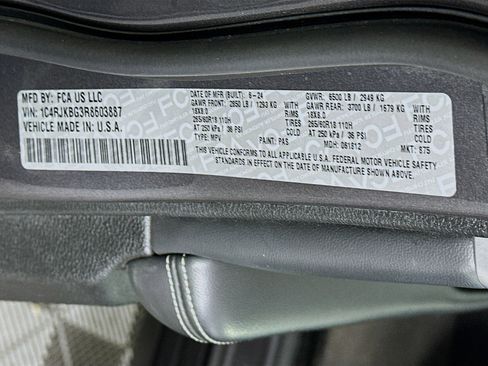 MFD BY: FCA US LLC
VIN: 1C4RJKBG3R8603887
VEHICLE MADE IN: U.S.A.
DATE OF MFR (BUILT): 6-24
GAWR FRONT: 2850 LB / 1293 KG
18X8.0 RIMS
265/60R18 110H TIRES
AT 250 kPa / 36 PSI COLD
TYPE: MPV PAINT: PAS
GVWR: 6500 LB / 2949 KG
GAWR REAR: 3700 LB / 1679 KG
WITH
18X8.0 RIMS
265/60R18 110H TIRES
AT 250 kPa / 36 PSI COLD
MDH: 061812 MKT: 875
THIS VEHICLE CONFORMS TO ALL APPLICABLE U.S.A. FEDERAL MOTOR VEHICLE SAFETY
STANDARDS IN EFFECT ON THE DATE OF MANUFACTURE SHOWN ABOVE.